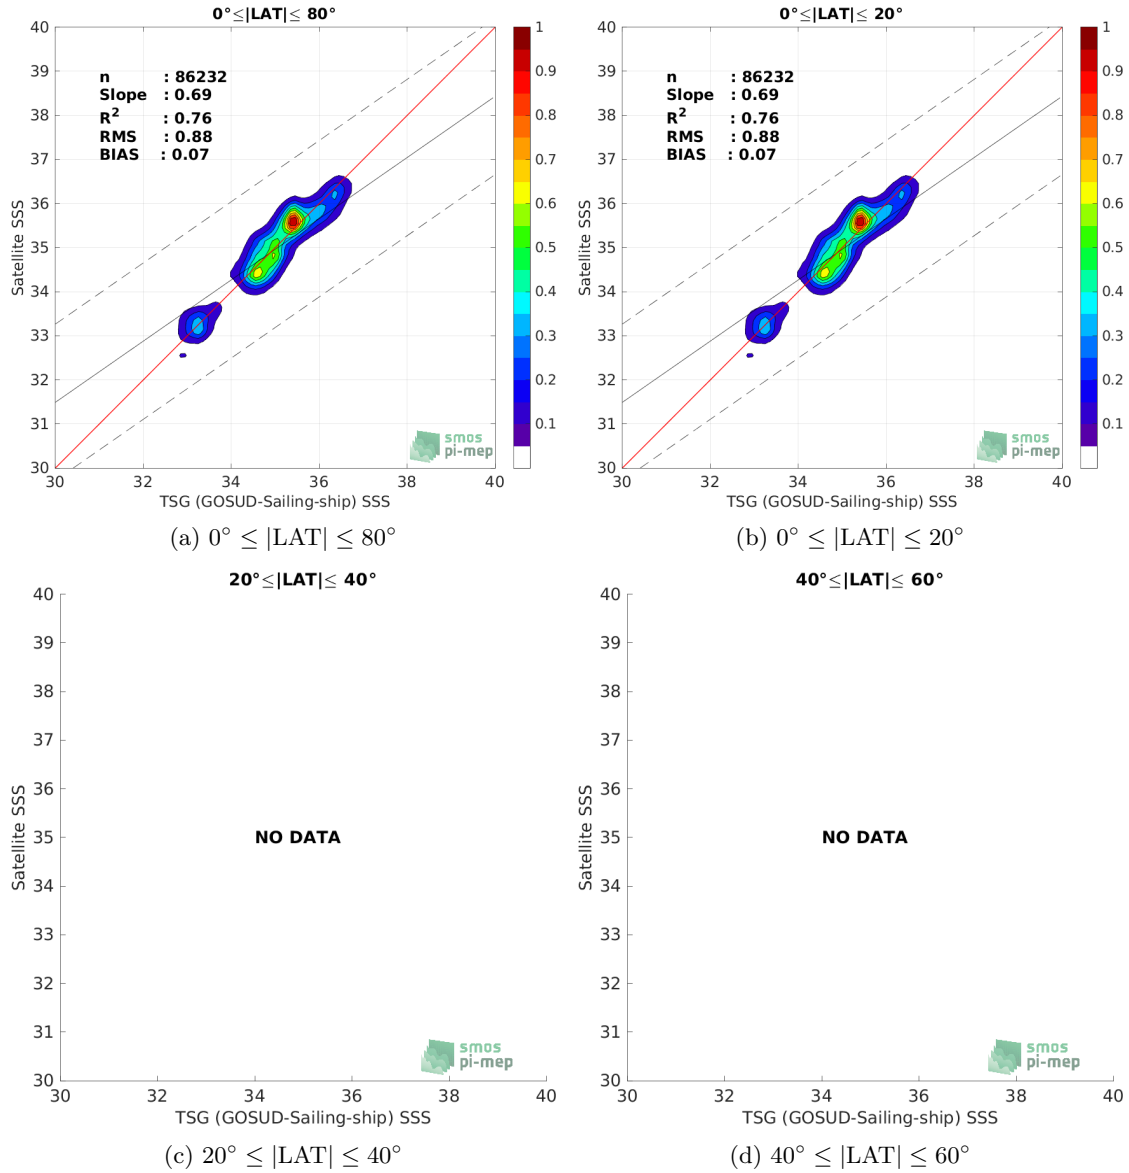 0°≤|LAT|≤ 80°
40
39
38
37
36
35
34
33
32
31
30
Satellite SSS
n : 86232
Slope : 0.69
R² : 0.76
RMS : 0.88
BIAS : 0.07
smos
pi-mep
30 32 34 36 38 40
TSG (GOSUD-Sailing-ship) SSS
1
0.9
0.8
0.7
0.6
0.5
0.4
0.3
0.2
0.1
(a) 0° ≤ |LAT| ≤ 80°
0°≤|LAT|≤ 20°
40
39
38
37
36
35
34
33
32
31
30
Satellite SSS
n : 86232
Slope : 0.69
R² : 0.76
RMS : 0.88
BIAS : 0.07
smos
pi-mep
30 32 34 36 38 40
TSG (GOSUD-Sailing-ship) SSS
1
0.9
0.8
0.7
0.6
0.5
0.4
0.3
0.2
0.1
(b) 0° ≤ |LAT| ≤ 20°
20°≤|LAT|≤ 40°
40
39
38
37
36
35
34
33
32
31
30
Satellite SSS
NO DATA
smos
pi-mep
30 32 34 36 38 40
TSG (GOSUD-Sailing-ship) SSS
(c) 20° ≤ |LAT| ≤ 40°
40°≤|LAT|≤ 60°
40
39
38
37
36
35
34
33
32
31
30
Satellite SSS
NO DATA
smos
pi-mep
30 32 34 36 38 40
TSG (GOSUD-Sailing-ship) SSS
(d) 40° ≤ |LAT| ≤ 60°